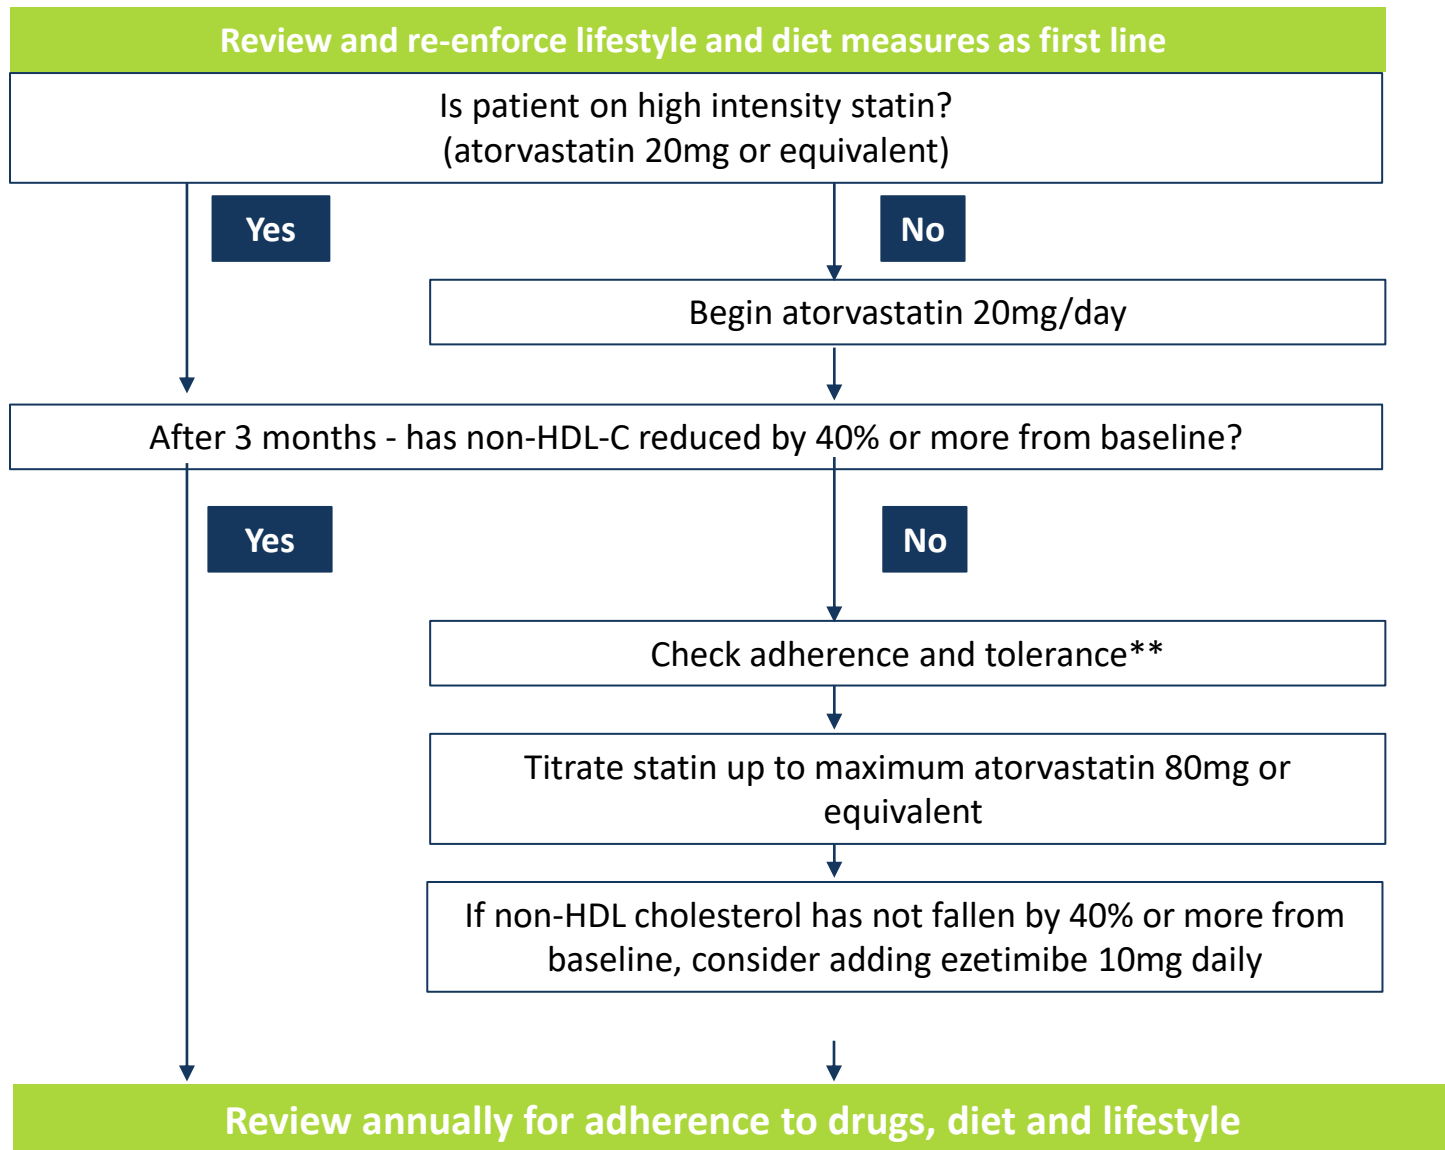 Review and re-enforce lifestyle and diet measures as first line
Is patient on high intensity statin?
(atorvastatin 20mg or equivalent)
Yes
No
Begin atorvastatin 20mg/day
After 3 months - has non-HDL-C reduced by 40% or more from baseline?
Yes
No
Check adherence and tolerance**
Titrate statin up to maximum atorvastatin 80mg or
equivalent
If non-HDL cholesterol has not fallen by 40% or more from
baseline, consider adding ezetimibe 10mg daily
Review annually for adherence to drugs, diet and lifestyle